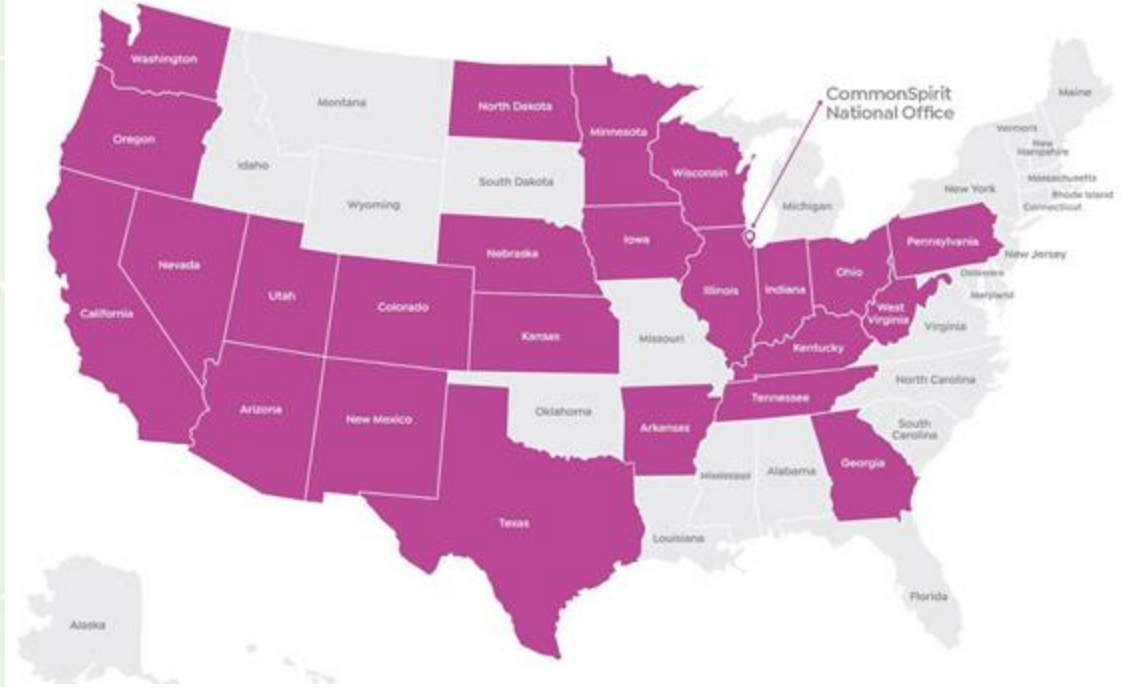 Washington
Montana
North Dakota
Minnesota
CommonSpirit
National Office
Maine
Oregon
Idaho
Wisconsin
Vermont
New
Hampshire
South Dakota
Michigan
New York
Massachusetts
Rhode Island
Connecticut
Wyoming
Nevada
Nebraska
Iowa
Pennsylvania
New Jersey
Utah
Colorado
Illinois
Indiana
Ohio
Delaware
Maryland
California
Kansas
Missouri
Kentucky
West
Virginia
Virginia
Arizona
New Mexico
Oklahoma
Arkansas
Tennessee
North Carolina
South
Carolina
Texas
Mississippi
Alabama
Georgia
Louisiana
Florida
Alaska